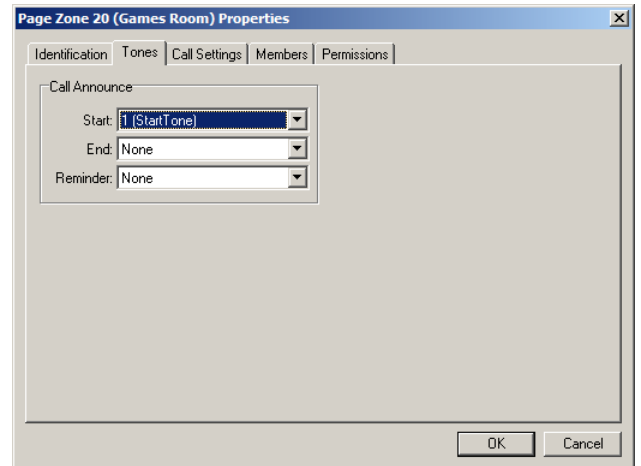 Page Zone 20 (Games Room) Properties
Identification Tones Call Settings Members Permissions
Call Announce
Start: 1 (StartTone)
End: None
Reminder: None
OK Cancel